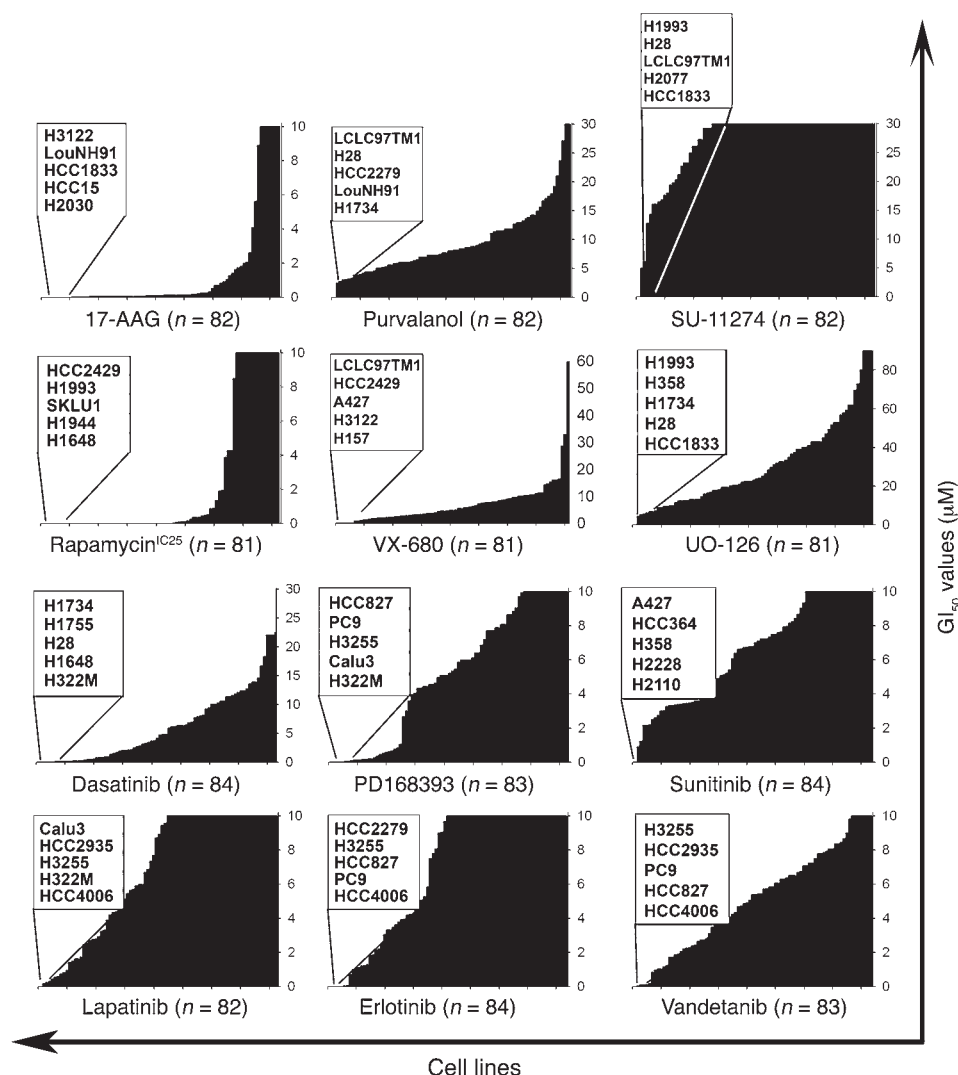 H1993
H28
LCLC97TM1
H2077
HCC1833
H3122
LouNH91
HCC1833
HCC15
H2030
10
8
6
4
2
0
17-AAG (n = 82)
LCLC97TM1
H28
HCC2279
LouNH91
H1734
30
25
20
15
10
5
0
Purvalanol (n = 82)
30
25
20
15
10
5
0
SU-11274 (n = 82)
HCC2429
H1993
SKLU1
H1944
H1648
10
8
6
4
2
0
Rapamycin^IC25 (n = 81)
LCLC97TM1
HCC2429
A427
H3122
H157
60
50
40
30
20
10
0
VX-680 (n = 81)
H1993
H358
H1734
H28
HCC1833
80
60
40
20
0
UO-126 (n = 81)
H1734
H1755
H28
H1648
H322M
30
25
20
15
10
5
0
Dasatinib (n = 84)
HCC827
PC9
H3255
Calu3
H322M
10
8
6
4
2
0
PD168393 (n = 83)
A427
HCC364
H358
H2228
H2110
10
8
6
4
2
0
Sunitinib (n = 84)
Calu3
HCC2935
H3255
H322M
HCC4006
10
8
6
4
2
0
Lapatinib (n = 82)
HCC2279
H3255
HCC827
PC9
HCC4006
10
8
6
4
2
0
Erlotinib (n = 84)
H3255
HCC2935
PC9
HCC827
HCC4006
10
8
6
4
2
0
Vandetanib (n = 83)
GI50 values (μM)
Cell lines